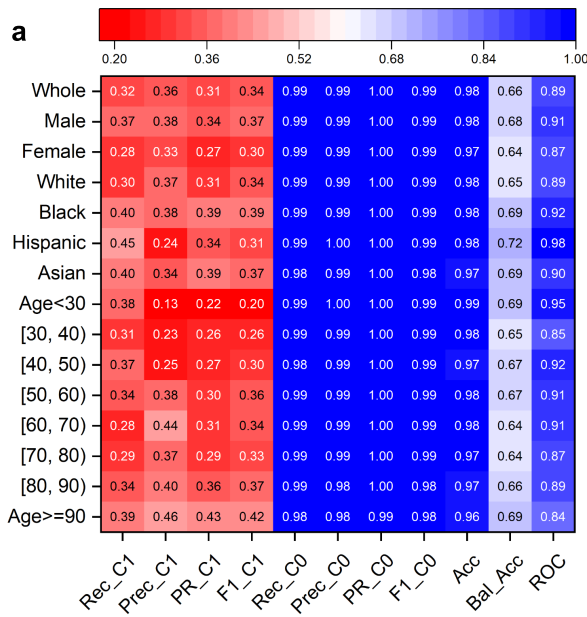 a
0.20 0.36 0.52 0.68 0.84 1.00
Whole 0.32 0.36 0.31 0.34 0.99 0.99 1.00 0.99 0.98 0.66 0.89
Male 0.37 0.38 0.34 0.37 0.99 0.99 1.00 0.99 0.98 0.68 0.91
Female 0.28 0.33 0.27 0.30 0.99 0.99 1.00 0.99 0.97 0.64 0.87
White 0.30 0.37 0.31 0.34 0.99 0.99 1.00 0.99 0.98 0.65 0.89
Black 0.40 0.38 0.39 0.39 0.99 0.99 1.00 0.99 0.98 0.69 0.92
Hispanic 0.45 0.24 0.34 0.31 0.99 1.00 1.00 0.99 0.98 0.72 0.98
Asian 0.40 0.34 0.39 0.37 0.98 0.99 1.00 0.98 0.97 0.69 0.90
Age<30 0.38 0.13 0.22 0.20 0.99 1.00 1.00 0.99 0.99 0.69 0.95
[30, 40) 0.31 0.23 0.26 0.26 0.99 0.99 1.00 0.99 0.98 0.65 0.85
[40, 50) 0.37 0.25 0.27 0.30 0.98 0.99 1.00 0.99 0.97 0.67 0.92
[50, 60) 0.34 0.38 0.30 0.36 0.99 0.99 1.00 0.99 0.98 0.67 0.91
[60, 70) 0.28 0.44 0.31 0.34 0.99 0.99 1.00 0.99 0.98 0.64 0.91
[70, 80) 0.29 0.37 0.29 0.33 0.99 0.99 1.00 0.99 0.98 0.64 0.87
[80, 90) 0.34 0.40 0.36 0.37 0.99 0.98 1.00 0.98 0.97 0.66 0.89
Age>=90 0.39 0.46 0.43 0.42 0.98 0.98 0.99 0.98 0.96 0.69 0.84
Rec_C1 Prec_C1 PR_C1 F1_C1 Rec_C0 Prec_C0 PR_C0 F1_C0 Acc Bal_Acc ROC